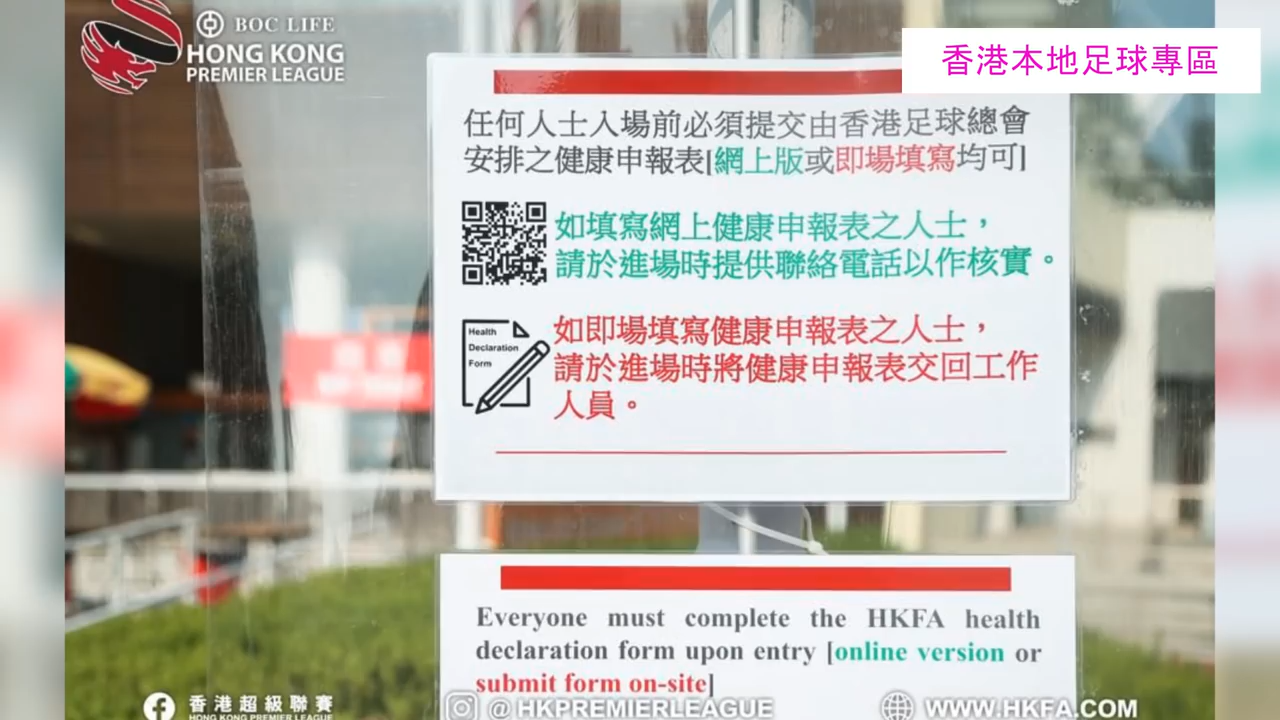 BOC LIFE
HONG KONG
PREMIER LEAGUE
香港本地足球專區
任何人士入場前必須提交由香港足球總會
安排之健康申報表[網上版或即場填寫均可]
如填寫網上健康申報表之人士，
請於進場時提供聯絡電話以作核實。
Health
Declaration
Form
如即場填寫健康申報表之人士，
請於進場時將健康申報表交回工作
人員。
Everyone must complete the HKFA health
declaration form upon entry [online version or
submit form on-site]
香港超級聯賽
HONG KONG PREMIER LEAGUE
@ HKPREMIERLEAGUE
WWW.HKFA.COM